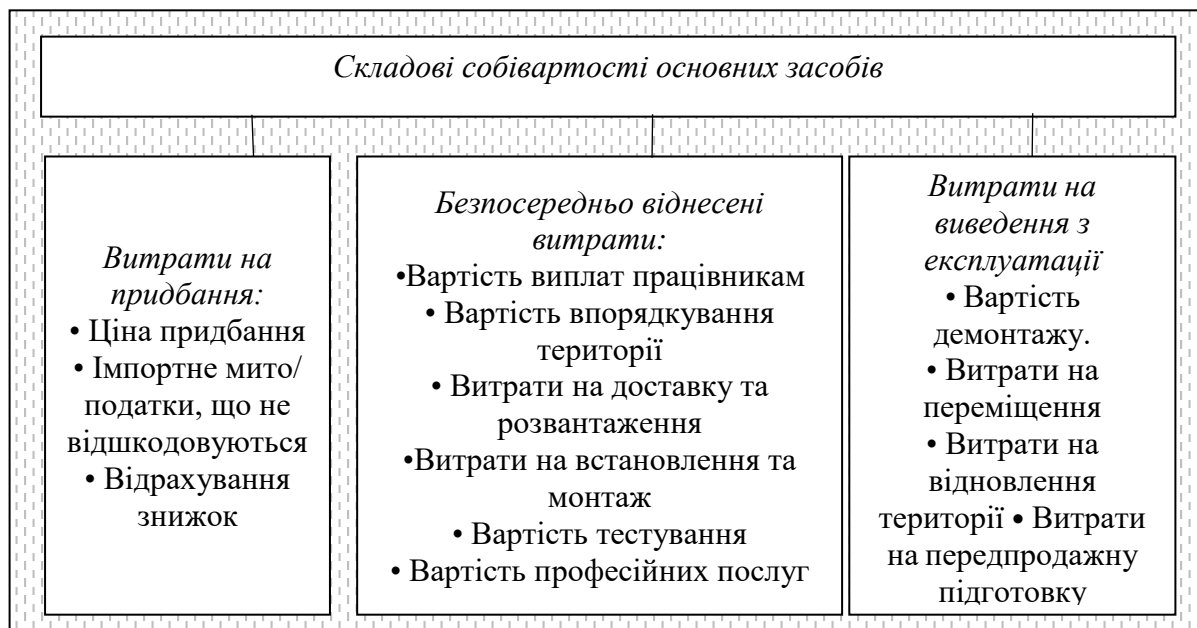 Складові собівартості основних засобів
Витрати на
придбання:
• Ціна придбання
• Імпортне мито/
податки, що не
відшкодовуються
• Відрахування
знижок
Безпосередньо віднесені
витрати:
•Вартість виплат працівникам
• Вартість впорядкування
території
• Витрати на доставку та
розвантаження
•Витрати на встановлення та
монтаж
• Вартість тестування
• Вартість професійних послуг
Витрати на
виведення з
експлуатації
• Вартість
демонтажу.
• Витрати на
переміщення
• Витрати на
відновлення
території • Витрати
на передпродажну
підготовку